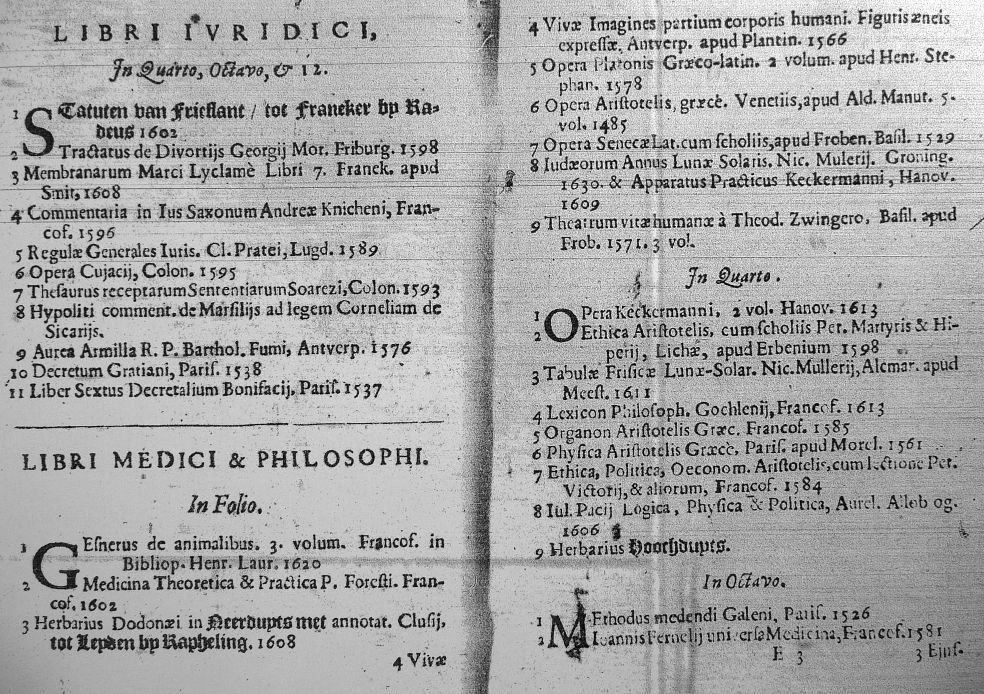 LIBRI IVRIDICI,
In Quarto, Octavo, & 12.
1 STatuten van Frieslant / tot Franeker by Ra-
deus 1602
2 Tractatus de Divortijs Georgij Mor. Friburg. 1598
3 Membranarum Marci Lyclamè Libri 7. Franek. apud
Smit, 1608
4 Commentaria in Ius Saxonum Andreæ Knicheni, Fran-
cof. 1596
5 Regulæ Generales Iuris. Cl. Pratei, Lugd. 1589
6 Opera Cujacij, Colon. 1595
7 Thesaurus receptarum Sententiarum Soarezi, Colon. 1593
8 Hypoliti comment. de Marsilijs ad legem Corneliam de
Sicarijs.
9 Aurea Armilla R. P. Barthol. Fumi, Antverp. 1576
10 Decretum Gratiani, Paris. 1538
11 Liber Sextus Decretalium Bonifacij, Paris. 1537
LIBRI MEDICI & PHILOSOPHI.
In Folio.
1 GEsnerus de animalibus. 3. volum. Francof. in
Bibliop. Henr. Laur. 1620
2 Medicina Theoretica & Practica P. Foresti. Fran-
cof. 1602
3 Herbarius Dodonæi in Neerduyts met annotat. Clusij,
tot Leyden by Rapheling. 1608
4 Vivæ
4 Vivæ Imagines partium corporis humani. Figuris æneis
expressæ, Antverp. apud Plantin. 1566
5 Opera Platonis Græco-latin. 2 volum. apud Henr. Ste-
phan. 1578
6 Opera Aristotelis, græcè. Venetiis, apud Ald. Manut. 5.
vol. 1485
7 Opera Senecæ Lat. cum scholiis, apud Froben. Basil. 1529
8 Iudæorum Annus Lunæ Solaris, Nic. Mulerij. Groning.
1630. & Apparatus Practicus Keckermanni, Hanov.
1609
9 Theatrum vitæ humanæ à Theod. Zwingero, Basil. apud
Frob. 1571. 3 vol.
In Quarto.
1 OPera Keckermanni, 2 vol. Hanov. 1613
2 Ethica Aristotelis, cum scholiis Pet. Martyris & Hi-
perij, Lichæ, apud Erbenium 1598
3 Tabulæ Frisicæ Lunæ-Solar. Nic. Mullerij, Alcmar. apud
Meest. 1611
4 Lexicon Philosoph. Gochlenij, Francof. 1613
5 Organon Aristotelis Græc. Francof. 1585
6 Physica Aristotelis Græcè. Paris. apud Morel. 1561
7 Ethica, Politica, Oeconom. Aristotelis, cum lectione Pet.
Victorij, & aliorum, Francof. 1584
8 Iul. Pacij Logica, Physica & Politica, Aurel. Allobog.
1606
9 Herbarius Hooghduyts.
In Octavo.
1 MEthodus medendi Galeni, Paris. 1526
2 Ioannis Fernelij universa Medicina, Francof. 1581
E 3
3 Ejus.